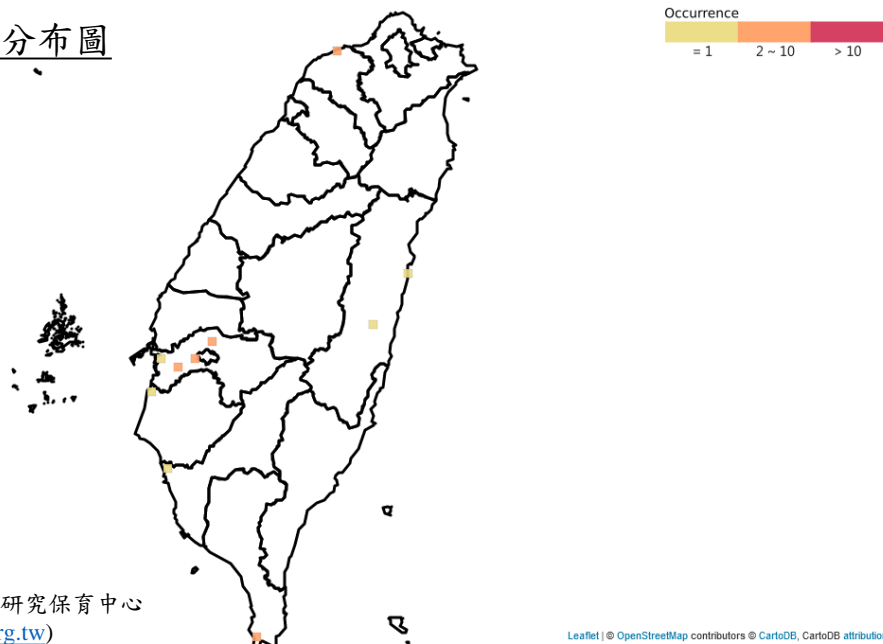 分布圖
Occurrence
= 1 2 ~ 10 > 10
研究保育中心
rg.tw)
Leaflet | © OpenStreetMap contributors © CartoDB, CartoDB attribution